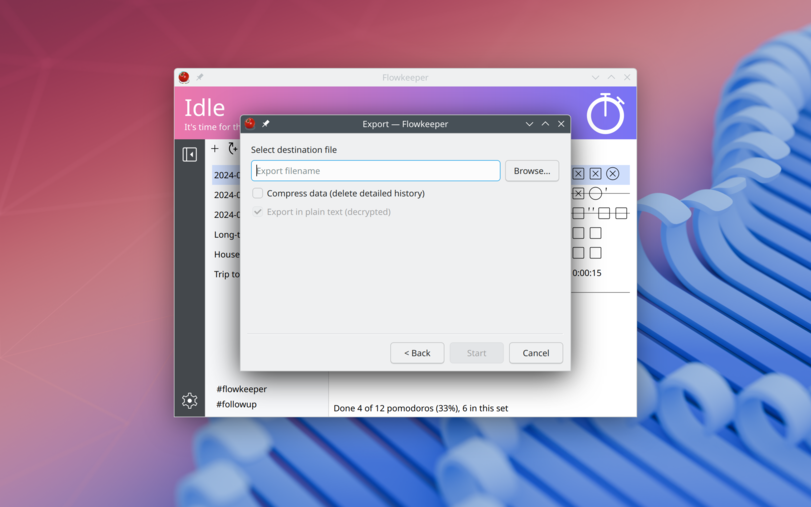 Flowkeeper
Idle
It's time for th
Export — Flowkeeper
Select destination file
Export filename
Browse...
Compress data (delete detailed history)
Export in plain text (decrypted)
< Back
Start
Cancel
2024-0
2024-0
2024-0
Long-t
House
Trip to
0:00:15
#flowkeeper
#followup
Done 4 of 12 pomodoros (33%), 6 in this set